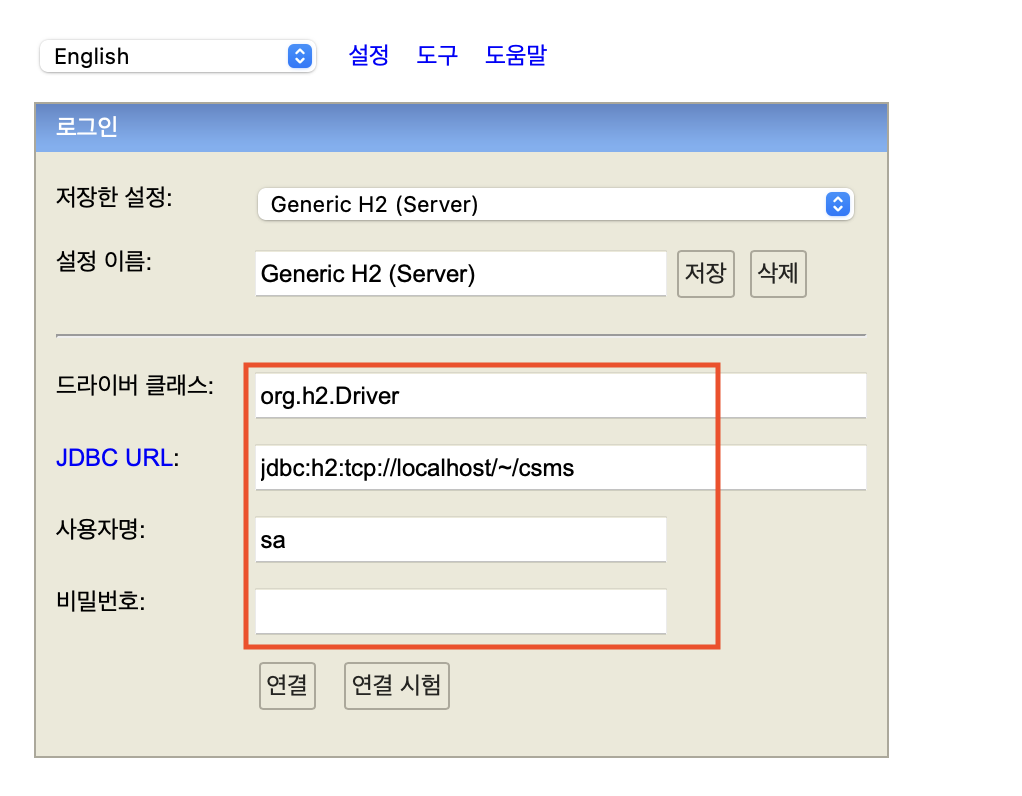 English 설정 도구 도움말
로그인
저장한 설정: Generic H2 (Server)
설정 이름: Generic H2 (Server) 저장 삭제
드라이버 클래스: org.h2.Driver
JDBC URL: jdbc:h2:tcp://localhost/~/csms
사용자명: sa
비밀번호:
연결 연결 시험